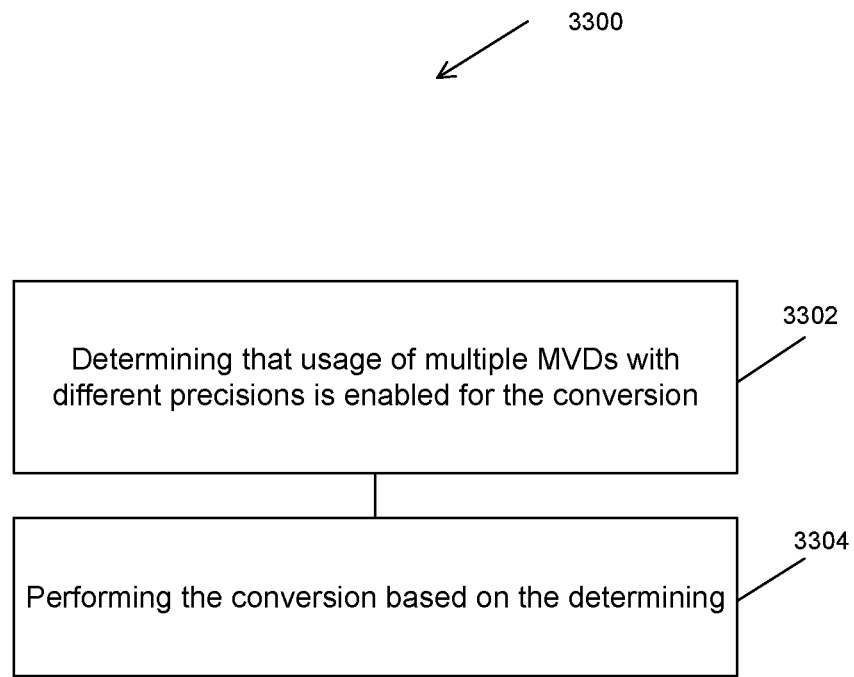 3300
3302
Determining that usage of multiple MVDs with
different precisions is enabled for the conversion
3304
Performing the conversion based on the determining